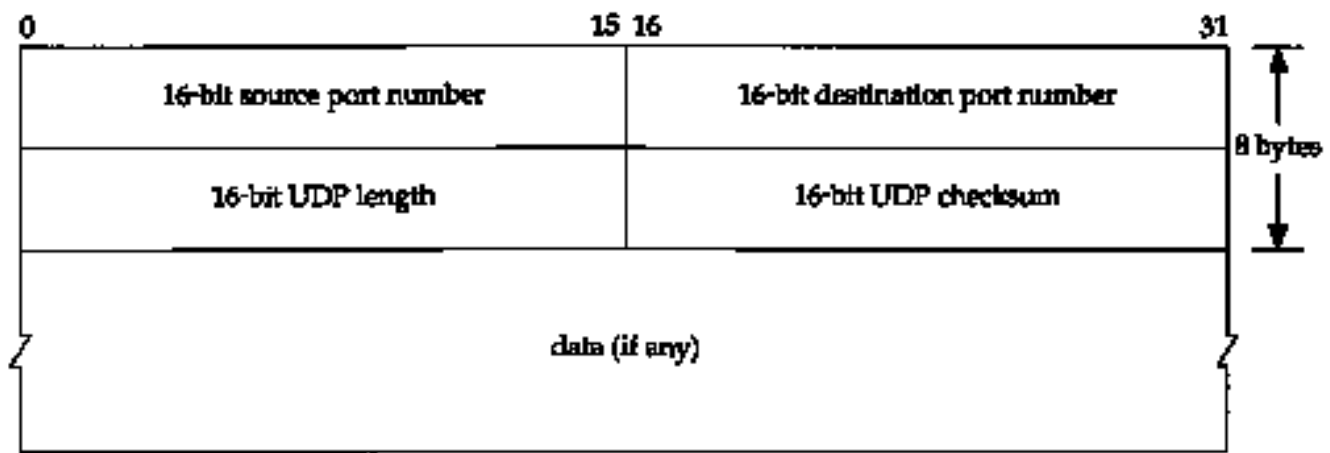 0 15 16 31
16-bit source port number 16-bit destination port number
8 bytes
16-bit UDP length 16-bit UDP checksum
data (if any)